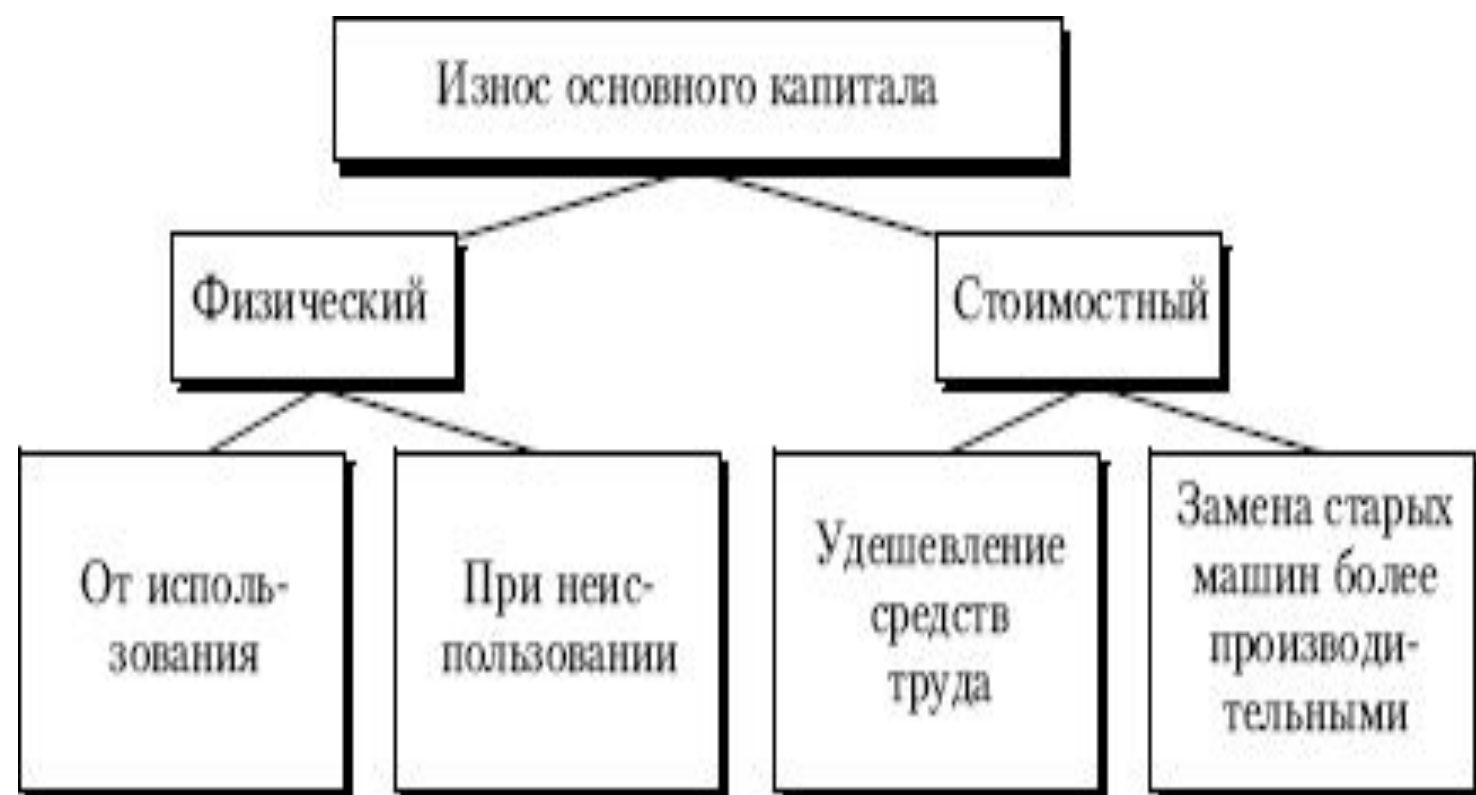 Износ основного капитала
Физический
Стоимостный
От исполь-
зования
При неис-
пользовании
Удешевление
средств
труда
Замена старых
машин более
производи-
тельными